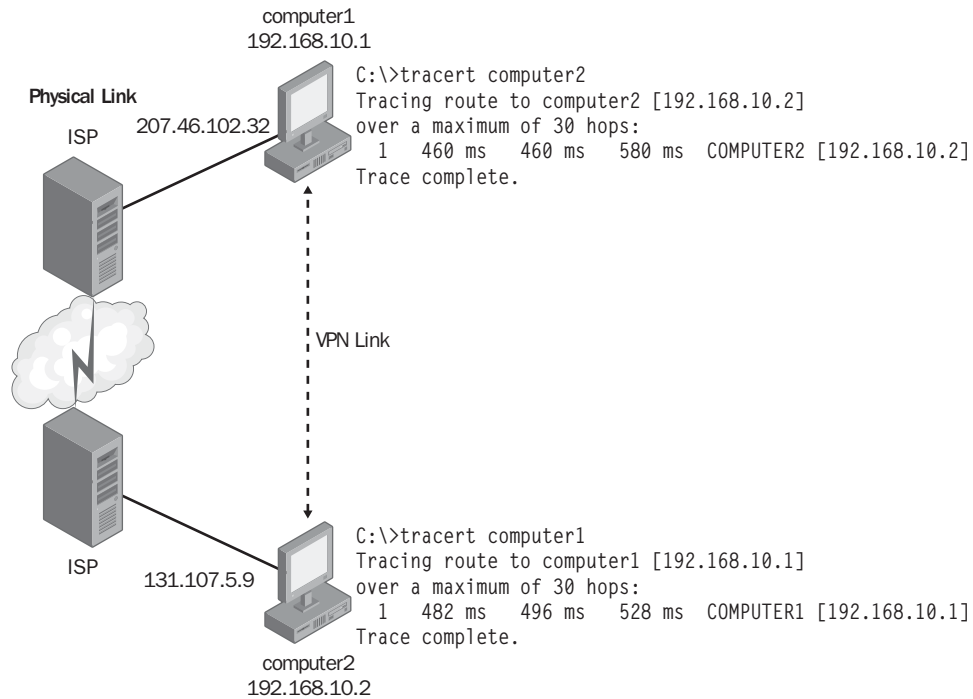 computer1
192.168.10.1
C:\>tracert computer2
Tracing route to computer2 [192.168.10.2]
over a maximum of 30 hops:
1 460 ms 460 ms 580 ms COMPUTER2 [192.168.10.2]
Trace complete.
Physical Link
ISP
207.46.102.32
VPN Link
ISP
131.107.5.9
C:\>tracert computer1
Tracing route to computer1 [192.168.10.1]
over a maximum of 30 hops:
1 482 ms 496 ms 528 ms COMPUTER1 [192.168.10.1]
Trace complete.
computer2
192.168.10.2